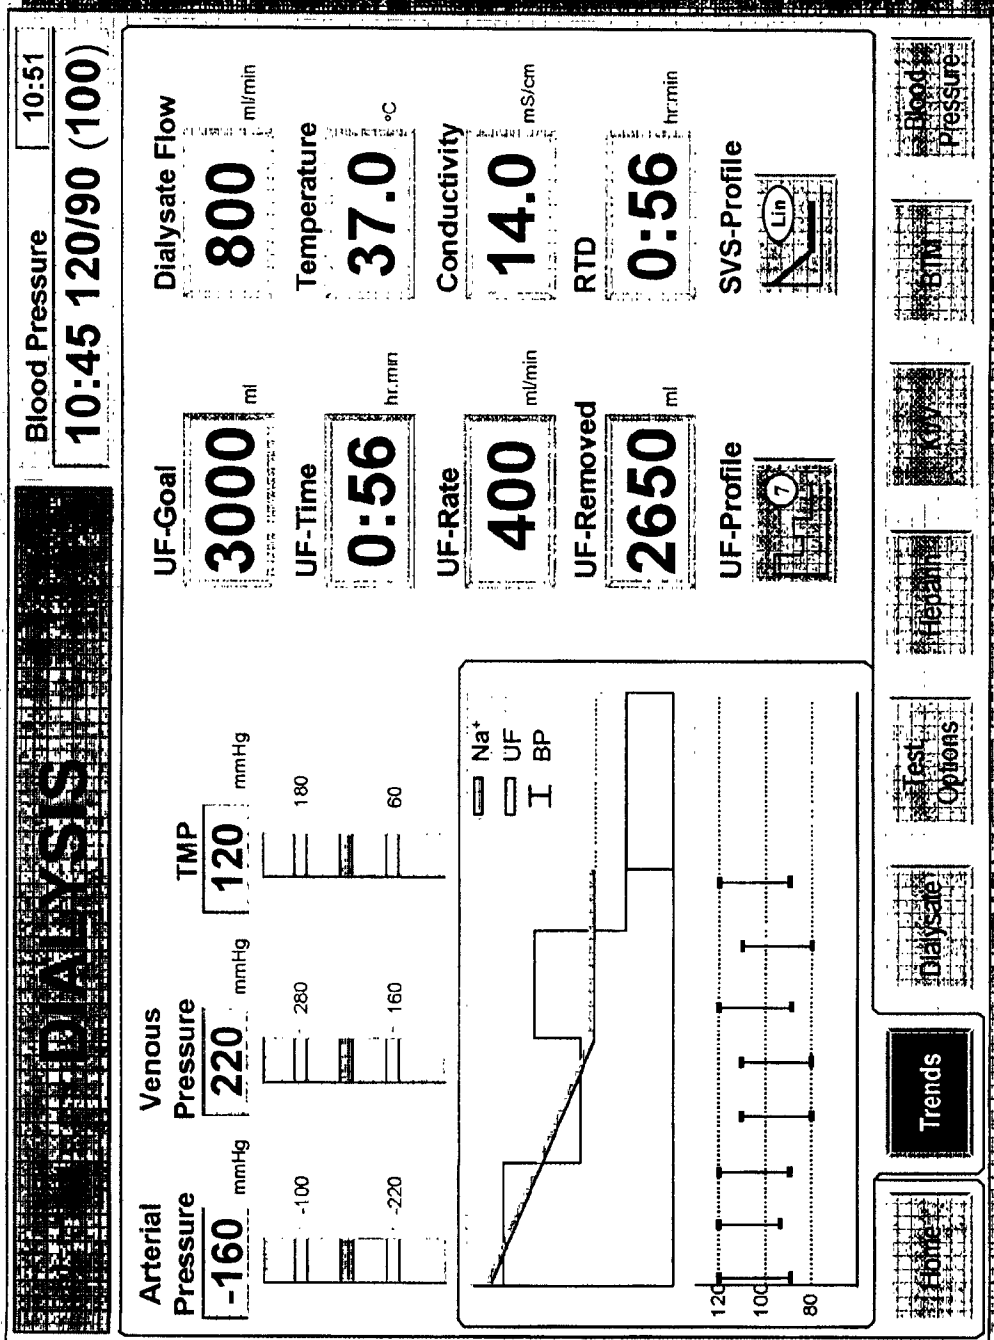 DIALYSIS
Blood Pressure
10:51
10:45 120/90 (100)
Arterial
Pressure
-160 mmHg
-100
-220
Venous
Pressure
220 mmHg
280
160
TMP
120 mmHg
180
60
Na+
UF
BP
120
100
80
UF-Goal
3000 ml
UF-Time
0:56 hr:min
UF-Rate
400 ml/min
UF-Removed
2650 ml
UF-Profile
7
Dialysate Flow
800 ml/min
Temperature
37.0 °C
Conductivity
14.0 mS/cm
RTD
0:56 hr:min
SVS-Profile
Lin
Home
Trends
Dialysate
Test
Options
Heparin
Kt/V
BTM
Blood
Pressure